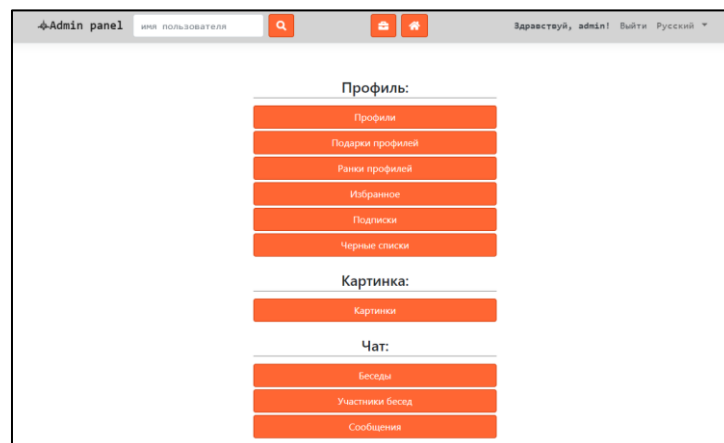 Admin panel имя пользователя Здравствуй, admin! Выйти Русский
Профиль:
Профили
Подарки профилей
Ранки профилей
Избранное
Подписки
Черные списки
Картинка:
Картинки
Чат:
Беседы
Участники бесед
Сообщения